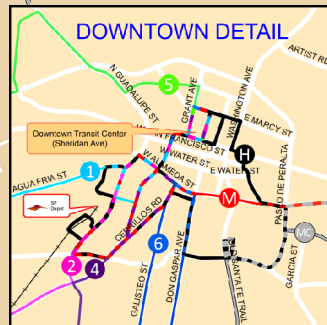 DOWNTOWN DETAIL
ARTIST RD
N GUADALUPE ST
5
GRANT AVE
WASHINGTON AVE
E MARCY ST
Downtown Transit Center
(Sheridan Ave)
FRANCISCO ST
W WATER ST
E WATER ST
H
W ALAMEDA ST
PASEO DE PERALTA
1
AGUA FRIA ST
SF
Depot
CERRILLOS RD
M
2
4
6
GALISTEO ST
DON GASPAR AVE
SANTA FE TRAIL
GARCIA ST
MC